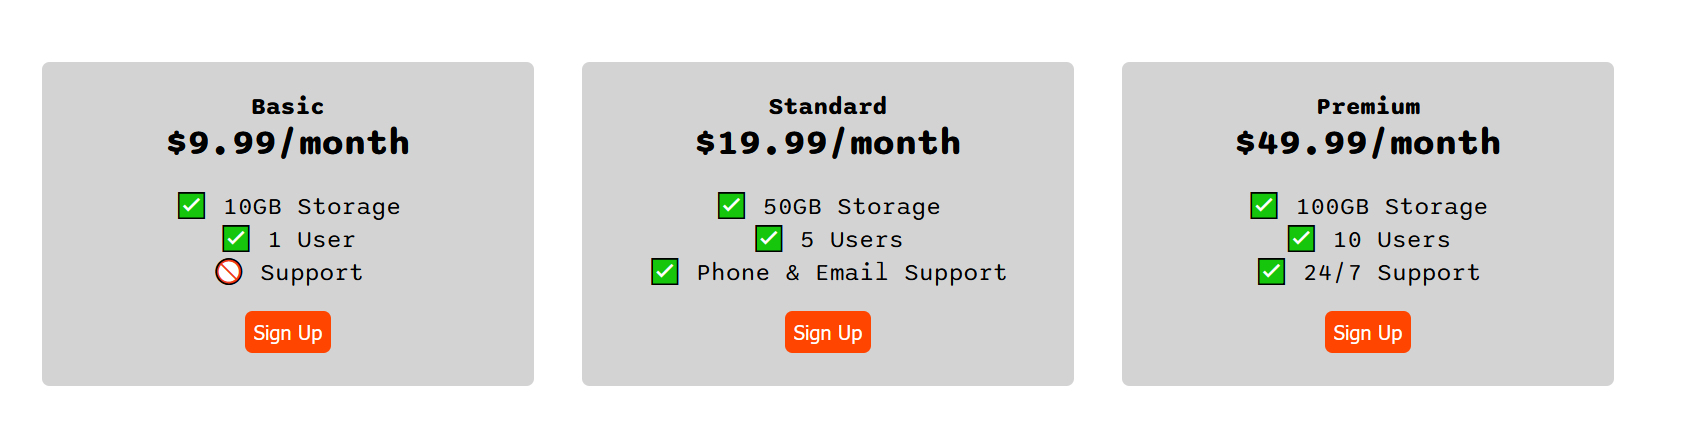 Basic
$9.99/month
✅ 10GB Storage
✅ 1 User
🚫 Support
Sign Up
Standard
$19.99/month
✅ 50GB Storage
✅ 5 Users
✅ Phone & Email Support
Sign Up
Premium
$49.99/month
✅ 100GB Storage
✅ 10 Users
✅ 24/7 Support
Sign Up